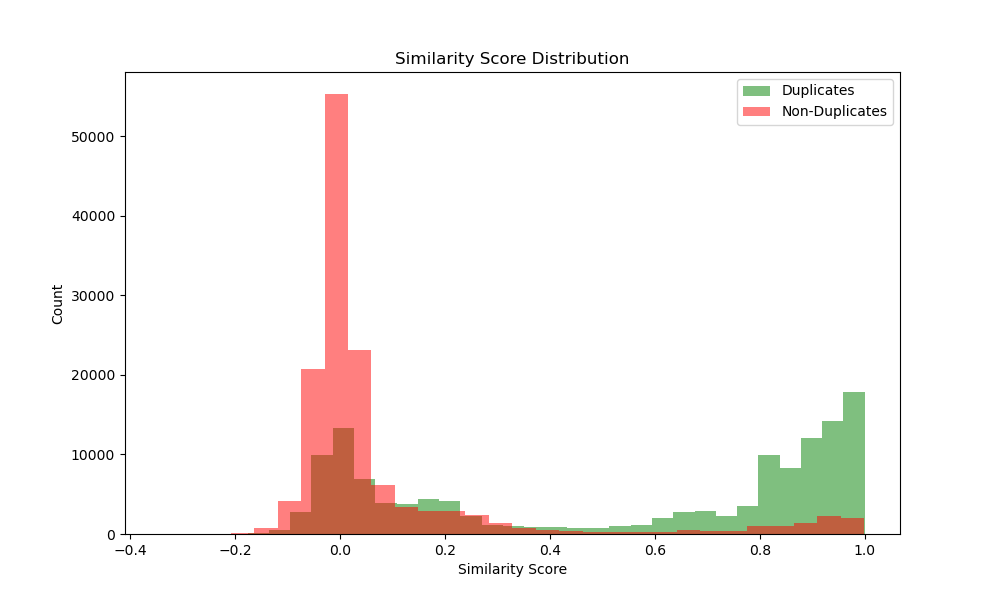 Similarity Score Distribution
Duplicates
Non-Duplicates
50000
40000
30000
20000
10000
0
Count
−0.4 −0.2 0.0 0.2 0.4 0.6 0.8 1.0
Similarity Score